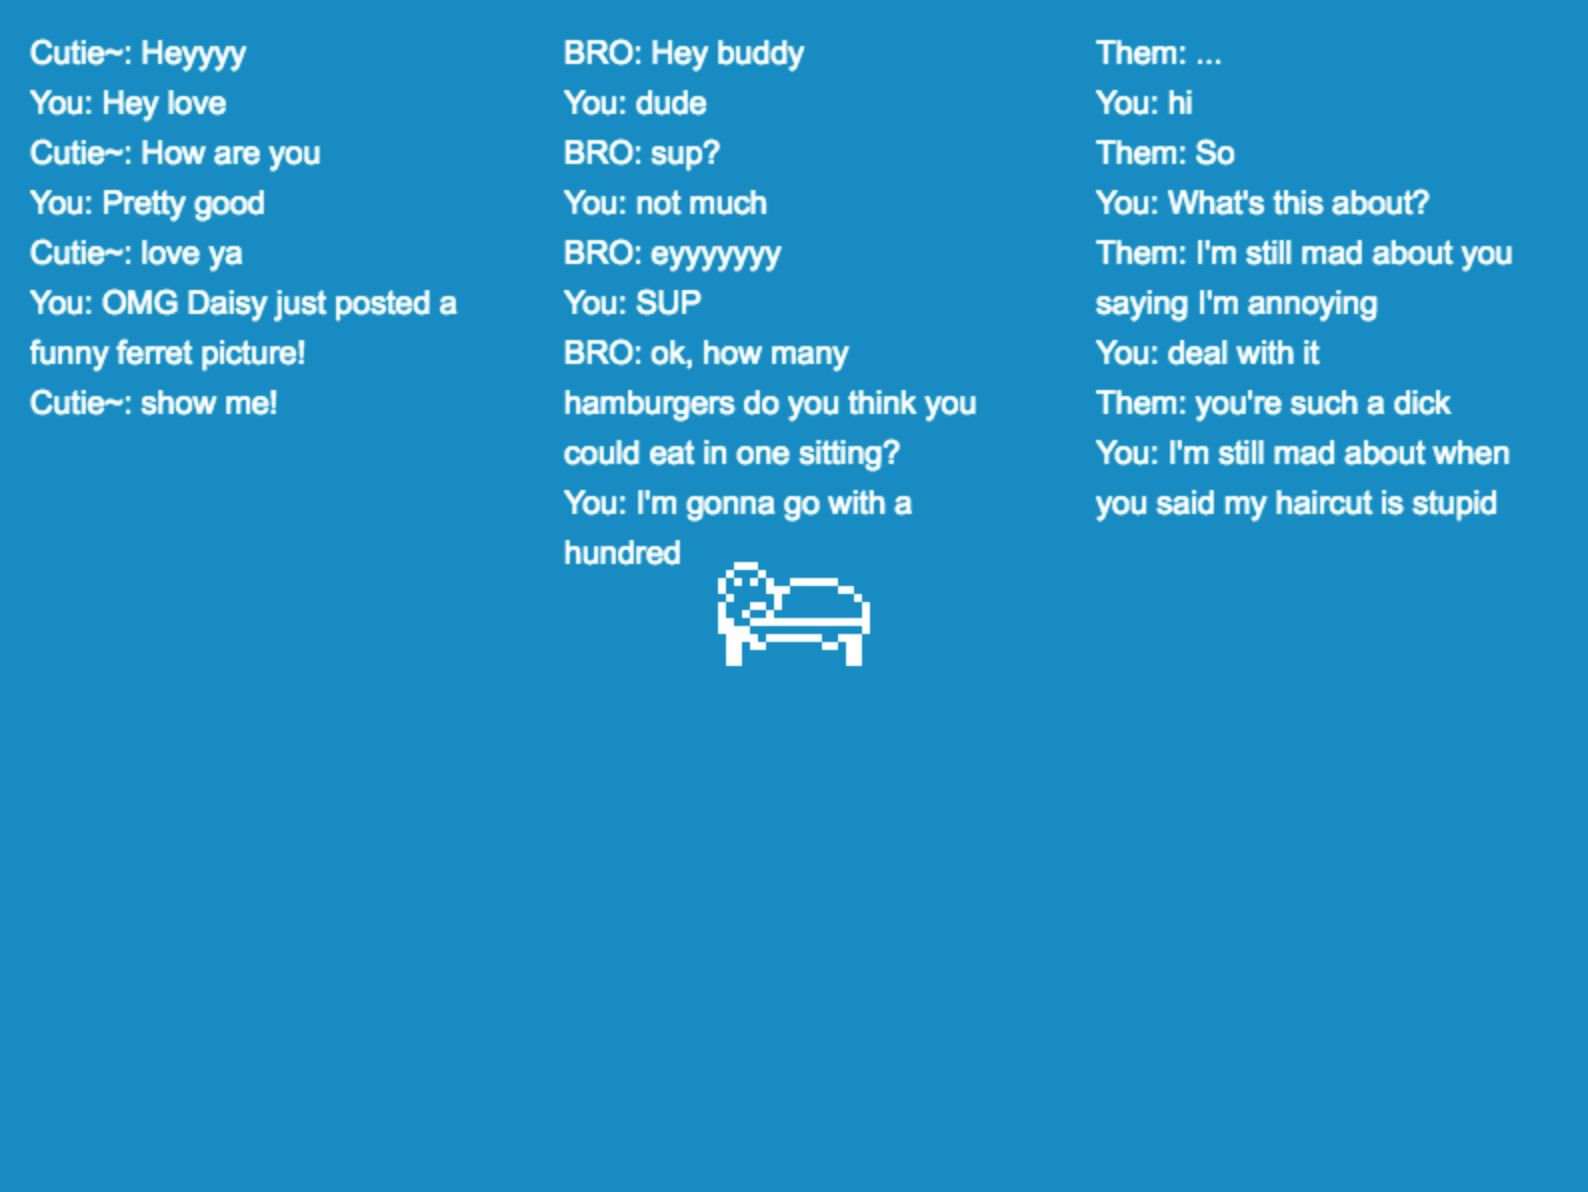 Cutie~: Heyyyy
You: Hey love
Cutie~: How are you
You: Pretty good
Cutie~: love ya
You: OMG Daisy just posted a
funny ferret picture!
Cutie~: show me!
BRO: Hey buddy
You: dude
BRO: sup?
You: not much
BRO: eyyyyyyy
You: SUP
BRO: ok, how many
hamburgers do you think you
could eat in one sitting?
You: I'm gonna go with a
hundred
Them: ...
You: hi
Them: So
You: What's this about?
Them: I'm still mad about you
saying I'm annoying
You: deal with it
Them: you're such a dick
You: I'm still mad about when
you said my haircut is stupid